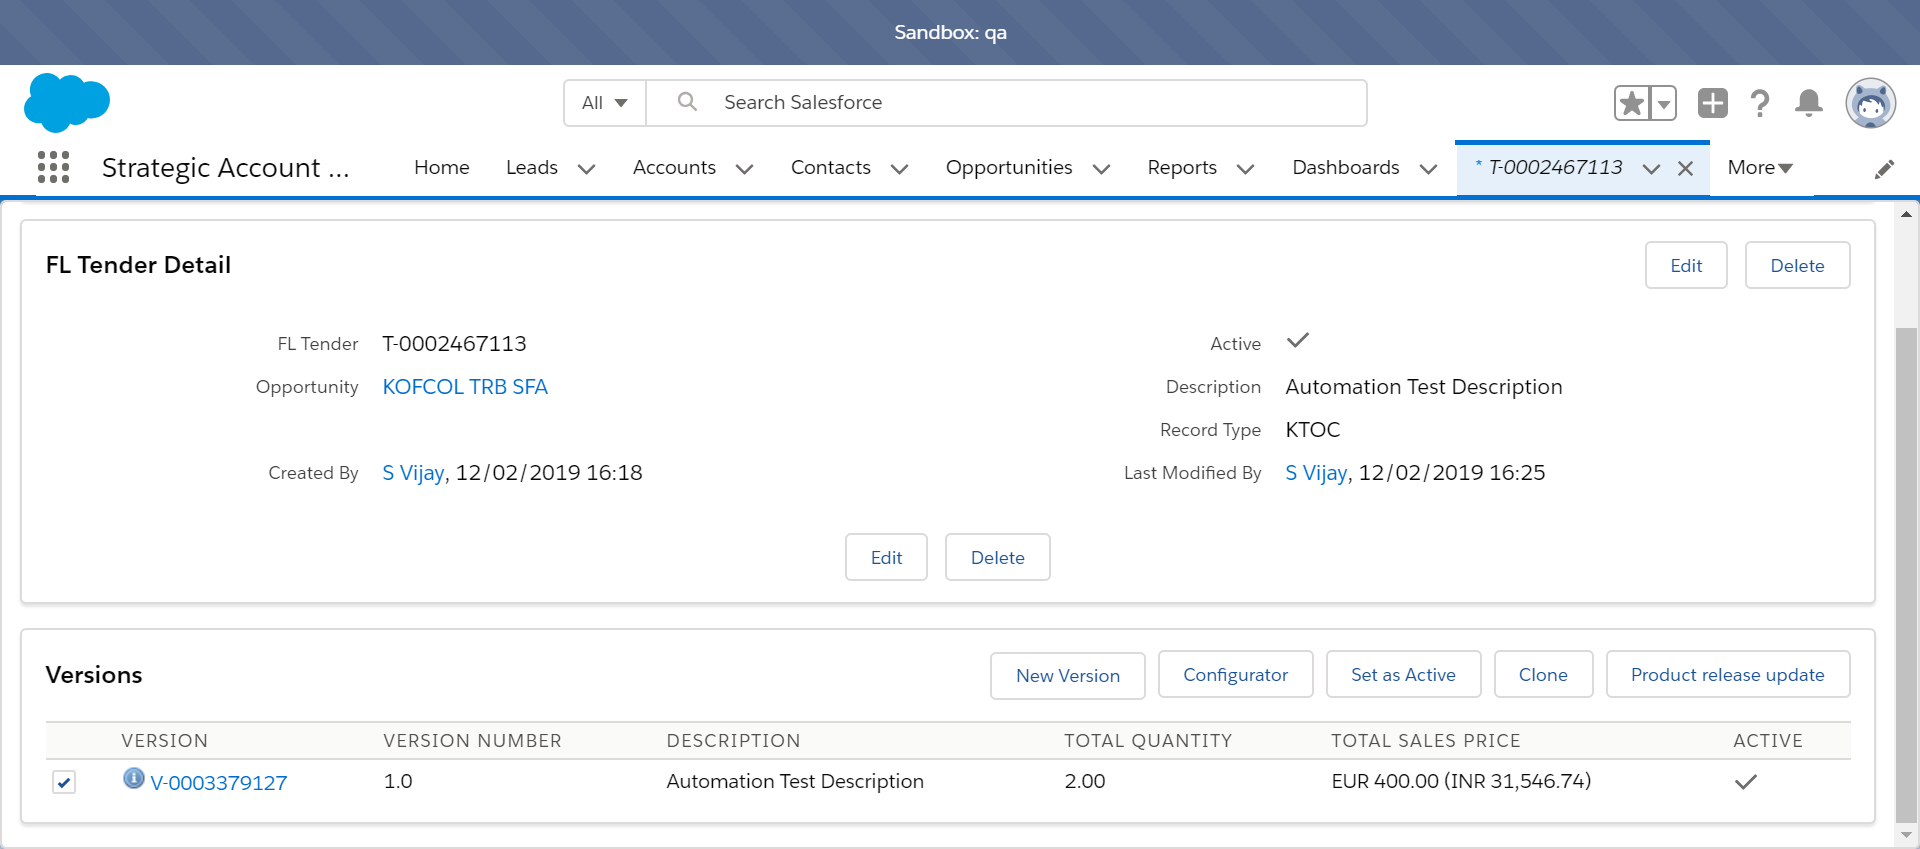 Sandbox: qa
All Search Salesforce
Strategic Account ... Home Leads Accounts Contacts Opportunities Reports Dashboards * T-0002467113 More
FL Tender Detail Edit Delete
FL Tender T-0002467113 Active
Opportunity KOFCOL TRB SFA Description Automation Test Description
Record Type KTOC
Created By S Vijay, 12/02/2019 16:18 Last Modified By S Vijay, 12/02/2019 16:25
Edit Delete
Versions New Version Configurator Set as Active Clone Product release update
VERSION VERSION NUMBER DESCRIPTION TOTAL QUANTITY TOTAL SALES PRICE ACTIVE
V-0003379127 1.0 Automation Test Description 2.00 EUR 400.00 (INR 31,546.74)